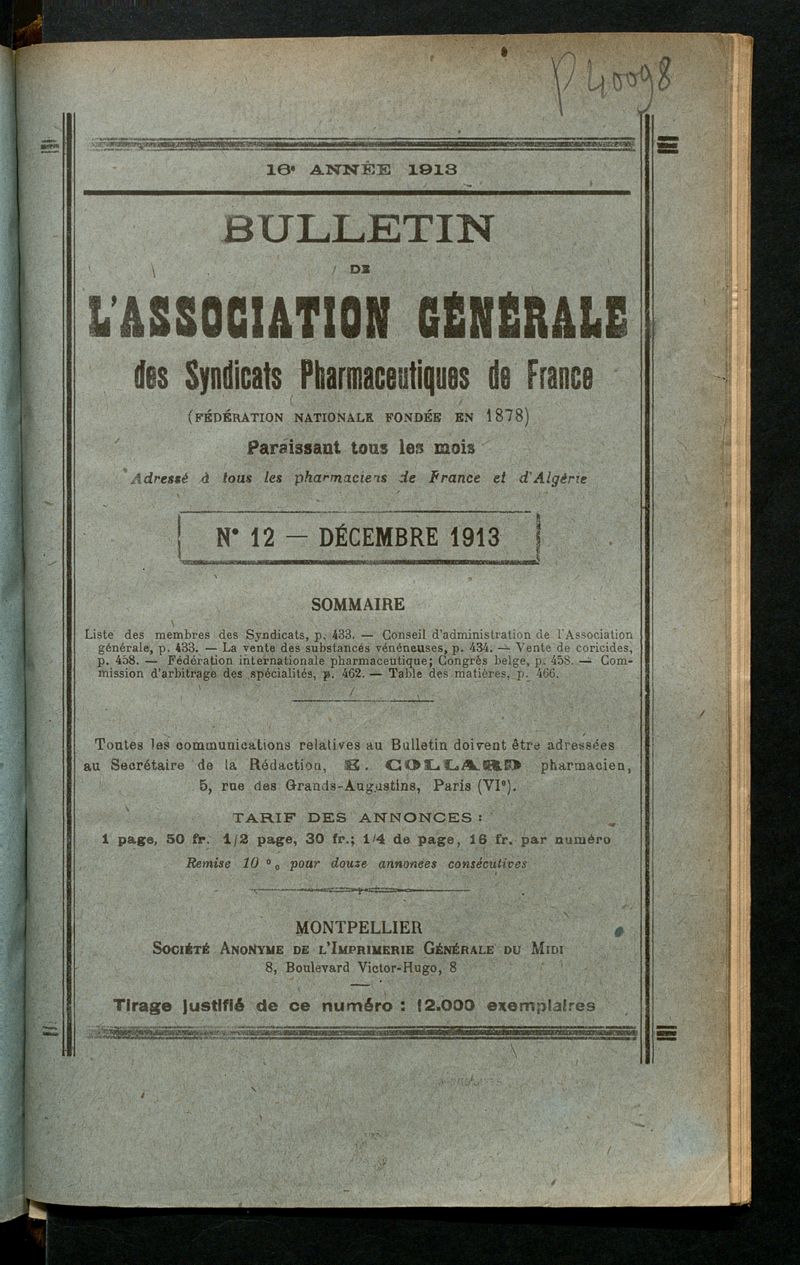 P 40098
16e ANNÉE 1913
BULLETIN
DE
L'ASSOCIATION GÉNÉRALE
des Syndicats Pharmaceutiques de France
(FÉDÉRATION NATIONALE FONDÉE EN 1878)
Paraissant tous les mois
Adressé à tous les pharmaciens de France et d'Algérie
N° 12 — DÉCEMBRE 1913
SOMMAIRE
Liste des membres des Syndicats, p. 433. — Conseil d'administration de l'Association
générale, p. 433. — La vente des substances vénéneuses, p. 434. — Vente de coricides,
p. 458. — Fédération internationale pharmaceutique; Congrès belge, p. 458. — Com-
mission d'arbitrage des spécialités, p. 462. — Table des matières, p. 466.
Toutes les communications relatives au Bulletin doivent être adressées
au Secrétaire de la Rédaction, E. COLLARD pharmacien,
5, rue des Grands-Augustins, Paris (VIe).
TARIF DES ANNONCES :
1 page, 50 fr. 1/2 page, 30 fr.; 1/4 de page, 16 fr. par numéro
Remise 10 % pour douze annonces consécutives
MONTPELLIER
SOCIÉTÉ ANONYME DE L'IMPRIMERIE GÉNÉRALE DU MIDI
8, Boulevard Victor-Hugo, 8
Tirage justifié de ce numéro : 12.000 exemplaires